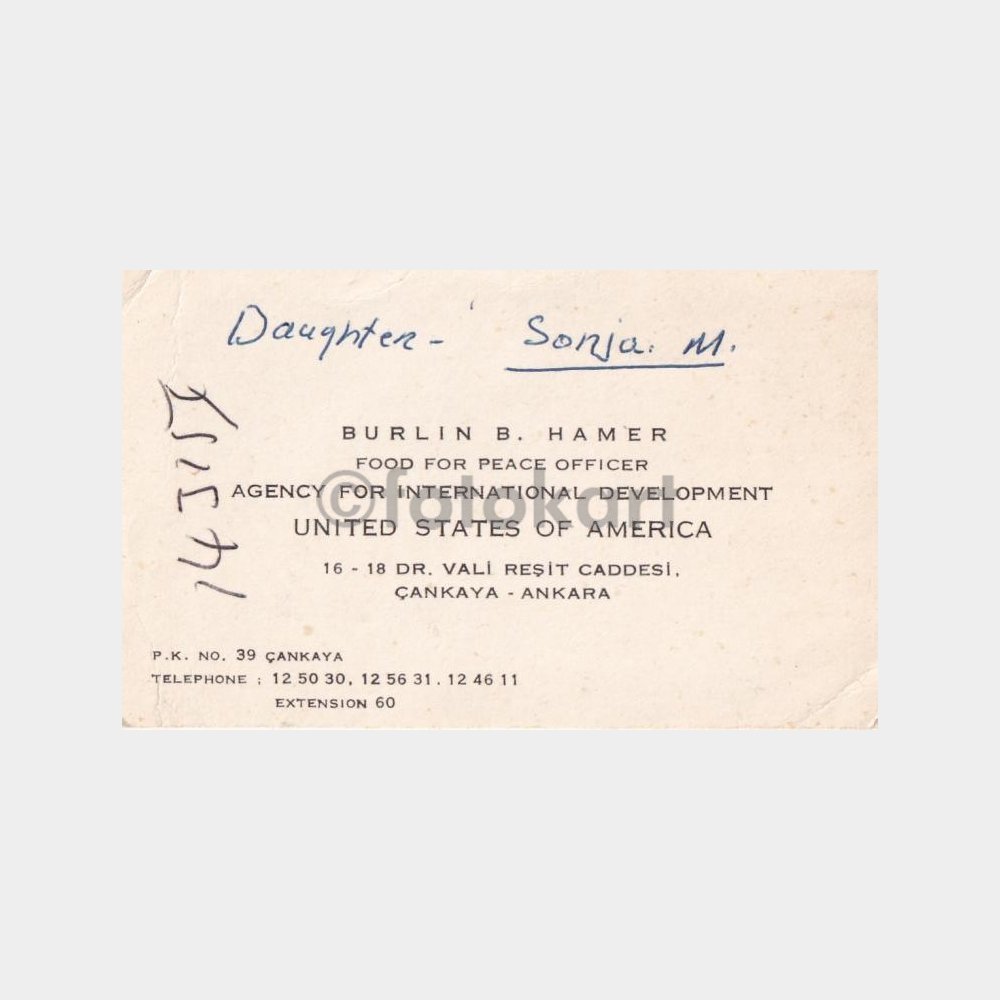 Daughter - Sonja. M.
BURLIN B. HAMER
FOOD FOR PEACE OFFICER
AGENCY FOR INTERNATIONAL DEVELOPMENT
UNITED STATES OF AMERICA
16 - 18 DR. VALİ REŞİT CADDESİ.
ÇANKAYA - ANKARA
P.K. NO. 39 ÇANKAYA
TELEPHONE : 12 50 30, 12 56 31. 12 46 11
EXTENSION 60
©fotokart